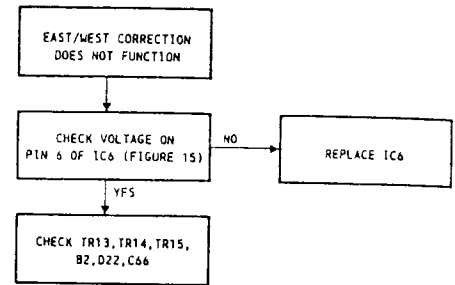 EAST/WEST CORRECTION
DOES NOT FUNCTION
CHECK VOLTAGE ON
PIN 6 OF IC6 (FIGURE 15)
NO
REPLACE IC6
YFS
CHECK TR13,TR14,TR15,
B2,D22,C66